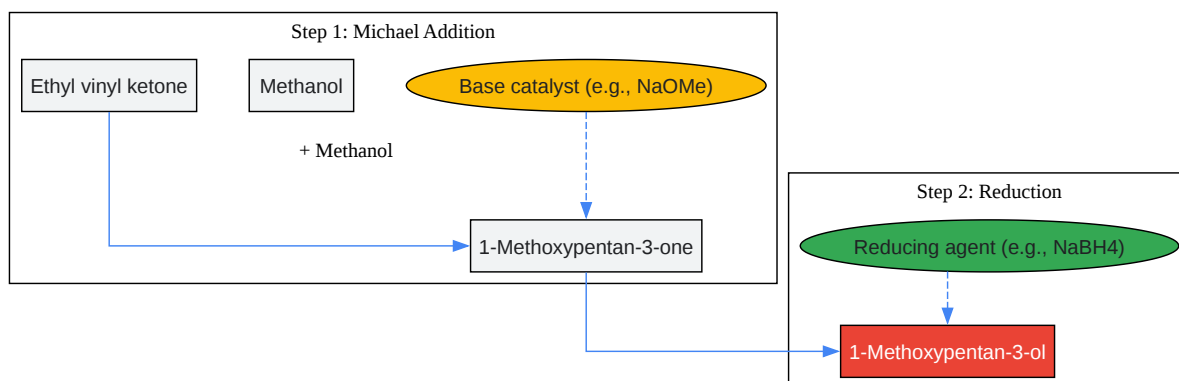 Step 1: Michael Addition
Ethyl vinyl ketone
Methanol
Base catalyst (e.g., NaOMe)
+ Methanol
1-Methoxypentan-3-one
Step 2: Reduction
Reducing agent (e.g., NaBH4)
1-Methoxypentan-3-ol